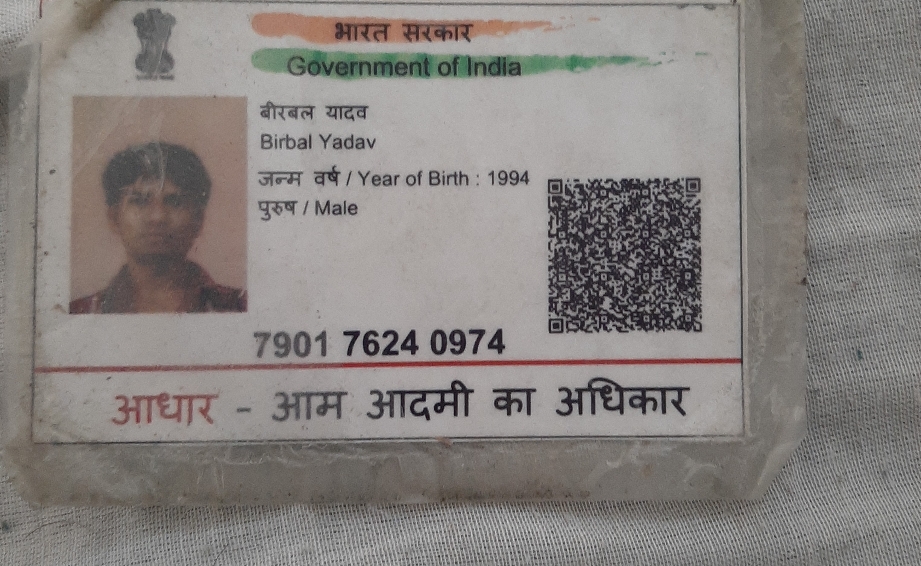 भारत सरकार
Government of India
बीरबल यादव
Birbal Yadav
जन्म वर्ष / Year of Birth : 1994
पुरुष / Male
7901 7624 0974
आधार - आम आदमी का अधिकार